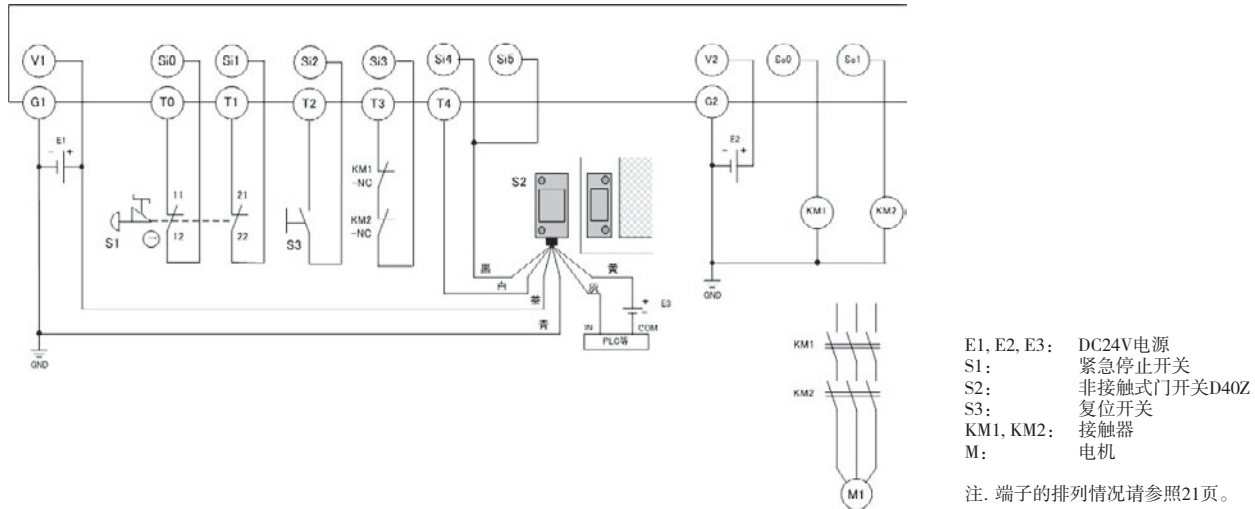 V1 Si0 Si1 Si2 Si3 Si4 Si5 V2 So0 So1
G1 T0 T1 T2 T3 T4 G2
E1
- +
E2
- +
KM1
-NC
S2
11 21
KM2
-NC
KM1 KM2
S1 12 22 S3
黑 黄
白 灰
茶
+
-
E3
青 IN COM
PLC等
GND
GND
KM1
KM2
M1
E1, E2, E3： DC24V电源
S1： 紧急停止开关
S2： 非接触式门开关D40Z
S3： 复位开关
KM1, KM2： 接触器
M： 电机
注. 端子的排列情况请参照21页。